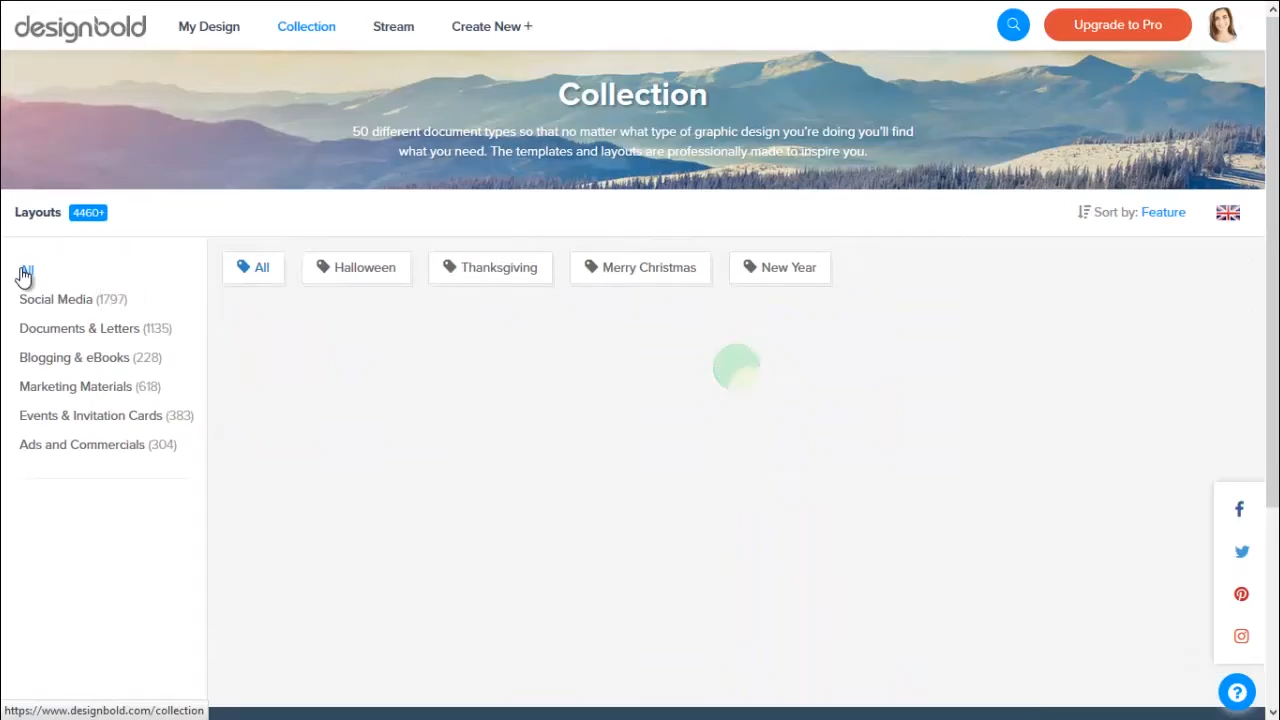 designbold My Design Collection Stream Create New + Upgrade to Pro
Collection
50 different document types so that no matter what type of graphic design you're doing you'll find
what you need. The templates and layouts are professionally made to inspire you.
Layouts 4460+ Sort by: Feature
All
Social Media (1797)
Documents & Letters (1135)
Blogging & eBooks (228)
Marketing Materials (618)
Events & Invitation Cards (383)
Ads and Commercials (304)
All Halloween Thanksgiving Merry Christmas New Year
https://www.designbold.com/collection